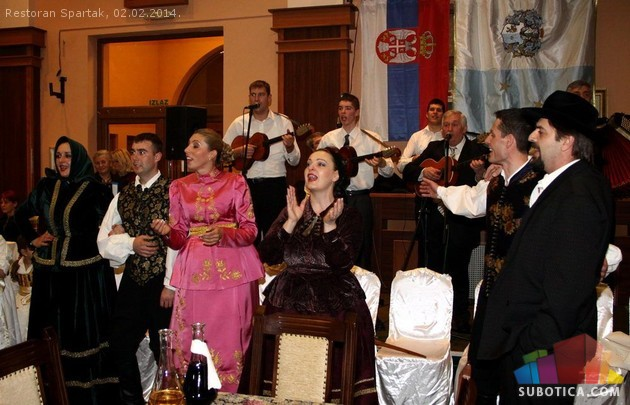 Restoran Spartak, 02.02.2014.
IZLAZ
SUBOTICA.COM